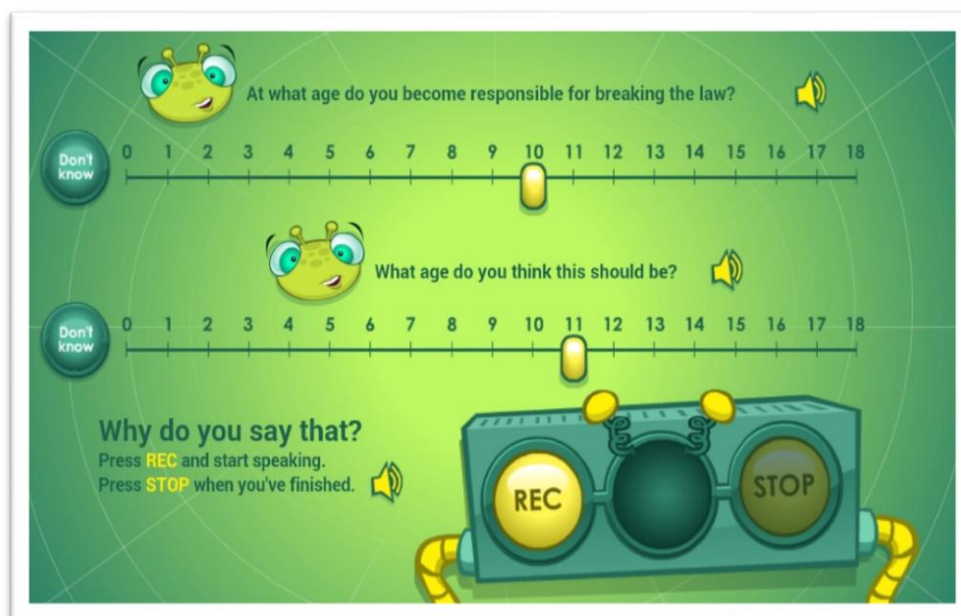 At what age do you become responsible for breaking the law?
Don't
know
0 1 2 3 4 5 6 7 8 9 10 11 12 13 14 15 16 17 18
What age do you think this should be?
Don't
know
0 1 2 3 4 5 6 7 8 9 10 11 12 13 14 15 16 17 18
Why do you say that?
Press REC and start speaking.
Press STOP when you've finished.
REC
STOP